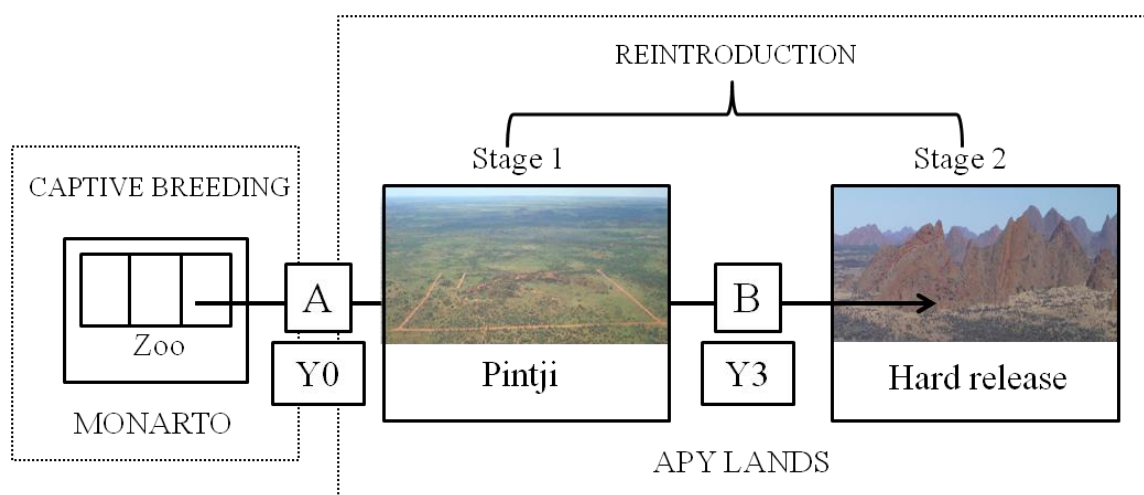 REINTRODUCTION
Stage 1
Stage 2
CAPTIVE BREEDING
A
B
Zoo
Y0
Pintji
Y3
Hard release
MONARTO
APY LANDS